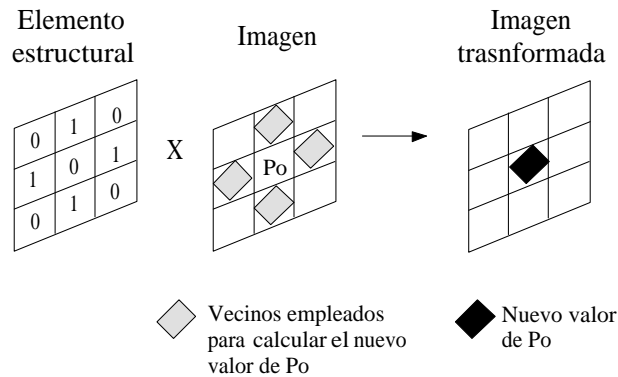 Elemento
estructural
Imagen
Imagen
trasnformada
0 1 0
1 0 1
0 1 0
X
Po
Vecinos empleados
para calcular el nuevo
valor de Po
Nuevo valor
de Po